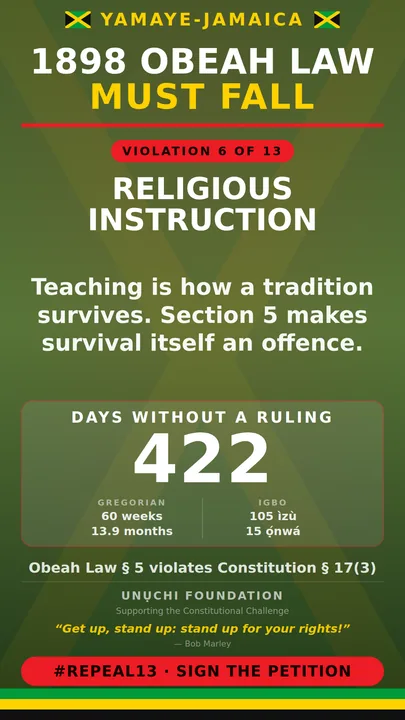 YAMAYE-JAMAICA
1898 OBEAH LAW
MUST FALL
VIOLATION 6 OF 13
RELIGIOUS
INSTRUCTION
Teaching is how a tradition
survives. Section 5 makes
survival itself an offence.
DAYS WITHOUT A RULING
422
GREGORIAN
60 weeks
13.9 months
IGBO
105 ìzù
15 ọ́nwá
Obeah Law § 5 violates Constitution § 17(3)
UNỤCHI FOUNDATION
Supporting the Constitutional Challenge
“Get up, stand up: stand up for your rights!”
— Bob Marley
#REPEAL13 · SIGN THE PETITION